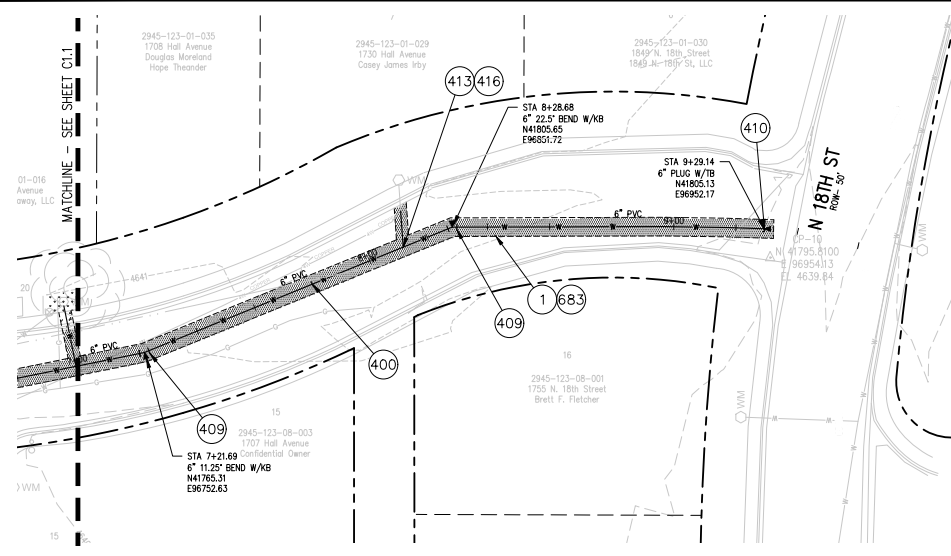 2945-123-01-035
1708 Hall Avenue
Douglas Moreland
Hope Theander
2945-123-01-029
1730 Hall Avenue
Casey James Irby
2945-123-01-030
1849 N. 18th Street
1849 N. 18th St, LLC
MATCHLINE - SEE SHEET C1.1
413
416
STA 8+28.68
6" 22.5° BEND W/KB
N41805.65
E96851.72
410
STA 9+29.14
6" PLUG W/TB
N41805.13
E96952.17
N 18TH ST
ROW- 50'
01-016
Avenue
away, LLC
WM
6" PVC
9+00
CP-10
N 41795.8100
E 96954.13
EL 4639.84
4641
20
6" PVC
8+00
1
683
409
6" PVC
400
16
2945-123-08-001
1755 N. 18th Street
Brett F. Fletcher
WM
409
15
2945-123-08-003
1707 Hall Avenue
Confidential Owner
STA 7+21.69
6" 11.25° BEND W/KB
N41765.31
E96752.63
WM
WM
15